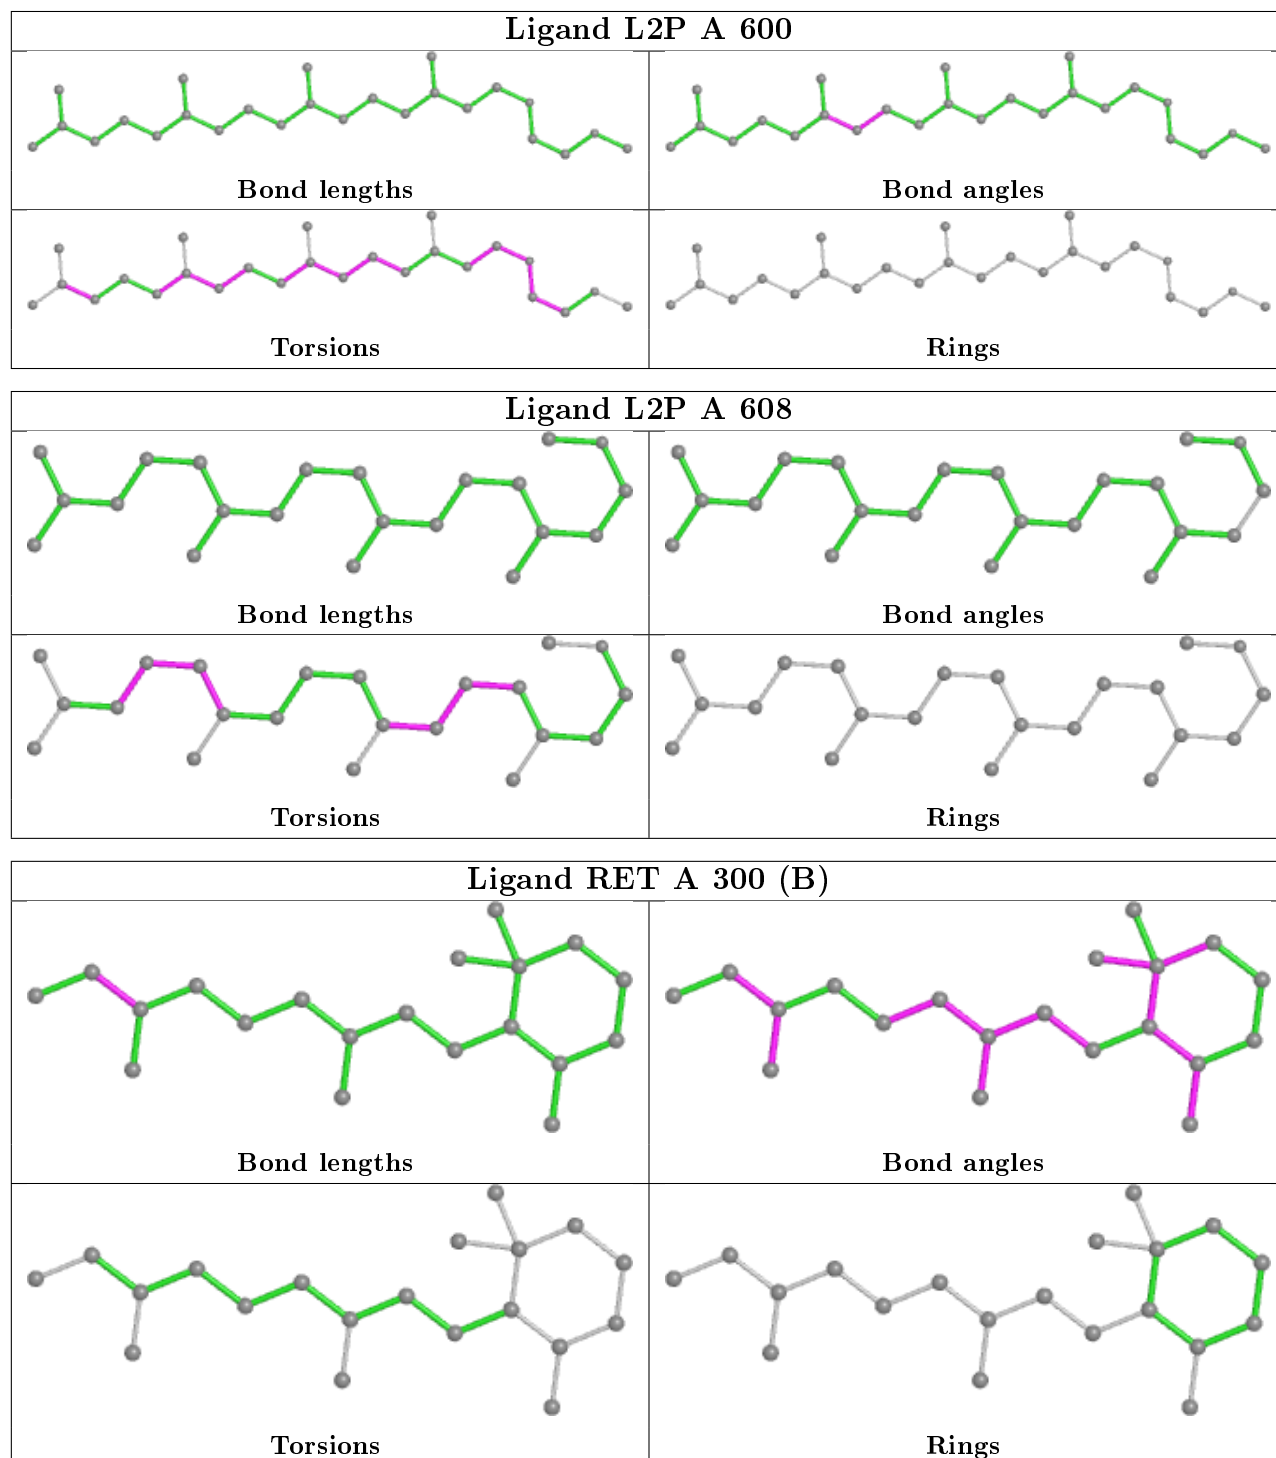 Ligand L2P A 600
Bond lengths
Bond angles
Torsions
Rings
Ligand L2P A 608
Bond lengths
Bond angles
Torsions
Rings
Ligand RET A 300 (B)
Bond lengths
Bond angles
Torsions
Rings